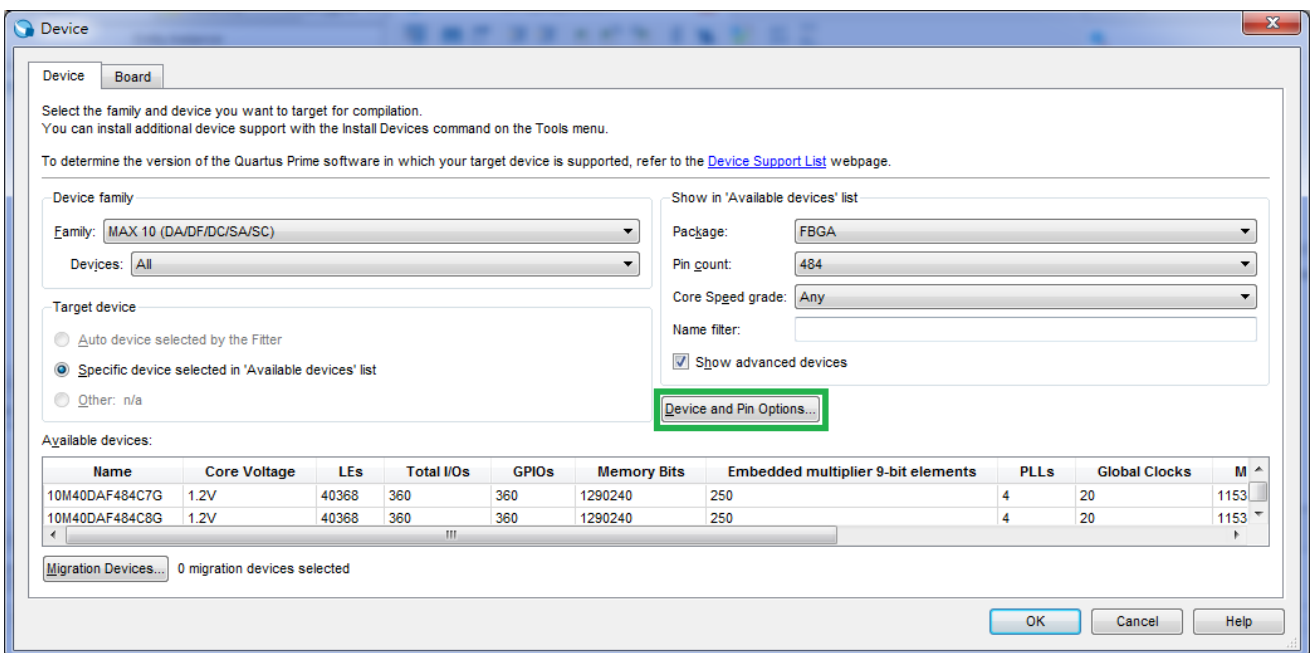 Device
Device Board
Select the family and device you want to target for compilation.
You can install additional device support with the Install Devices command on the Tools menu.
To determine the version of the Quartus Prime software in which your target device is supported, refer to the Device Support List webpage.
Device family
Family: MAX 10 (DA/DF/DC/SA/SC)
Devices: All
Target device
Auto device selected by the Fitter
Specific device selected in 'Available devices' list
Other: n/a
Show in 'Available devices' list
Package: FBGA
Pin count: 484
Core Speed grade: Any
Name filter:
Show advanced devices
Device and Pin Options...
Available devices:
Name Core Voltage LEs Total I/Os GPIOs Memory Bits Embedded multiplier 9-bit elements PLLs Global Clocks M
10M40DAF484C7G 1.2V 40368 360 360 1290240 250 4 20 1153
10M40DAF484C8G 1.2V 40368 360 360 1290240 250 4 20 1153
Migration Devices... 0 migration devices selected
OK Cancel Help